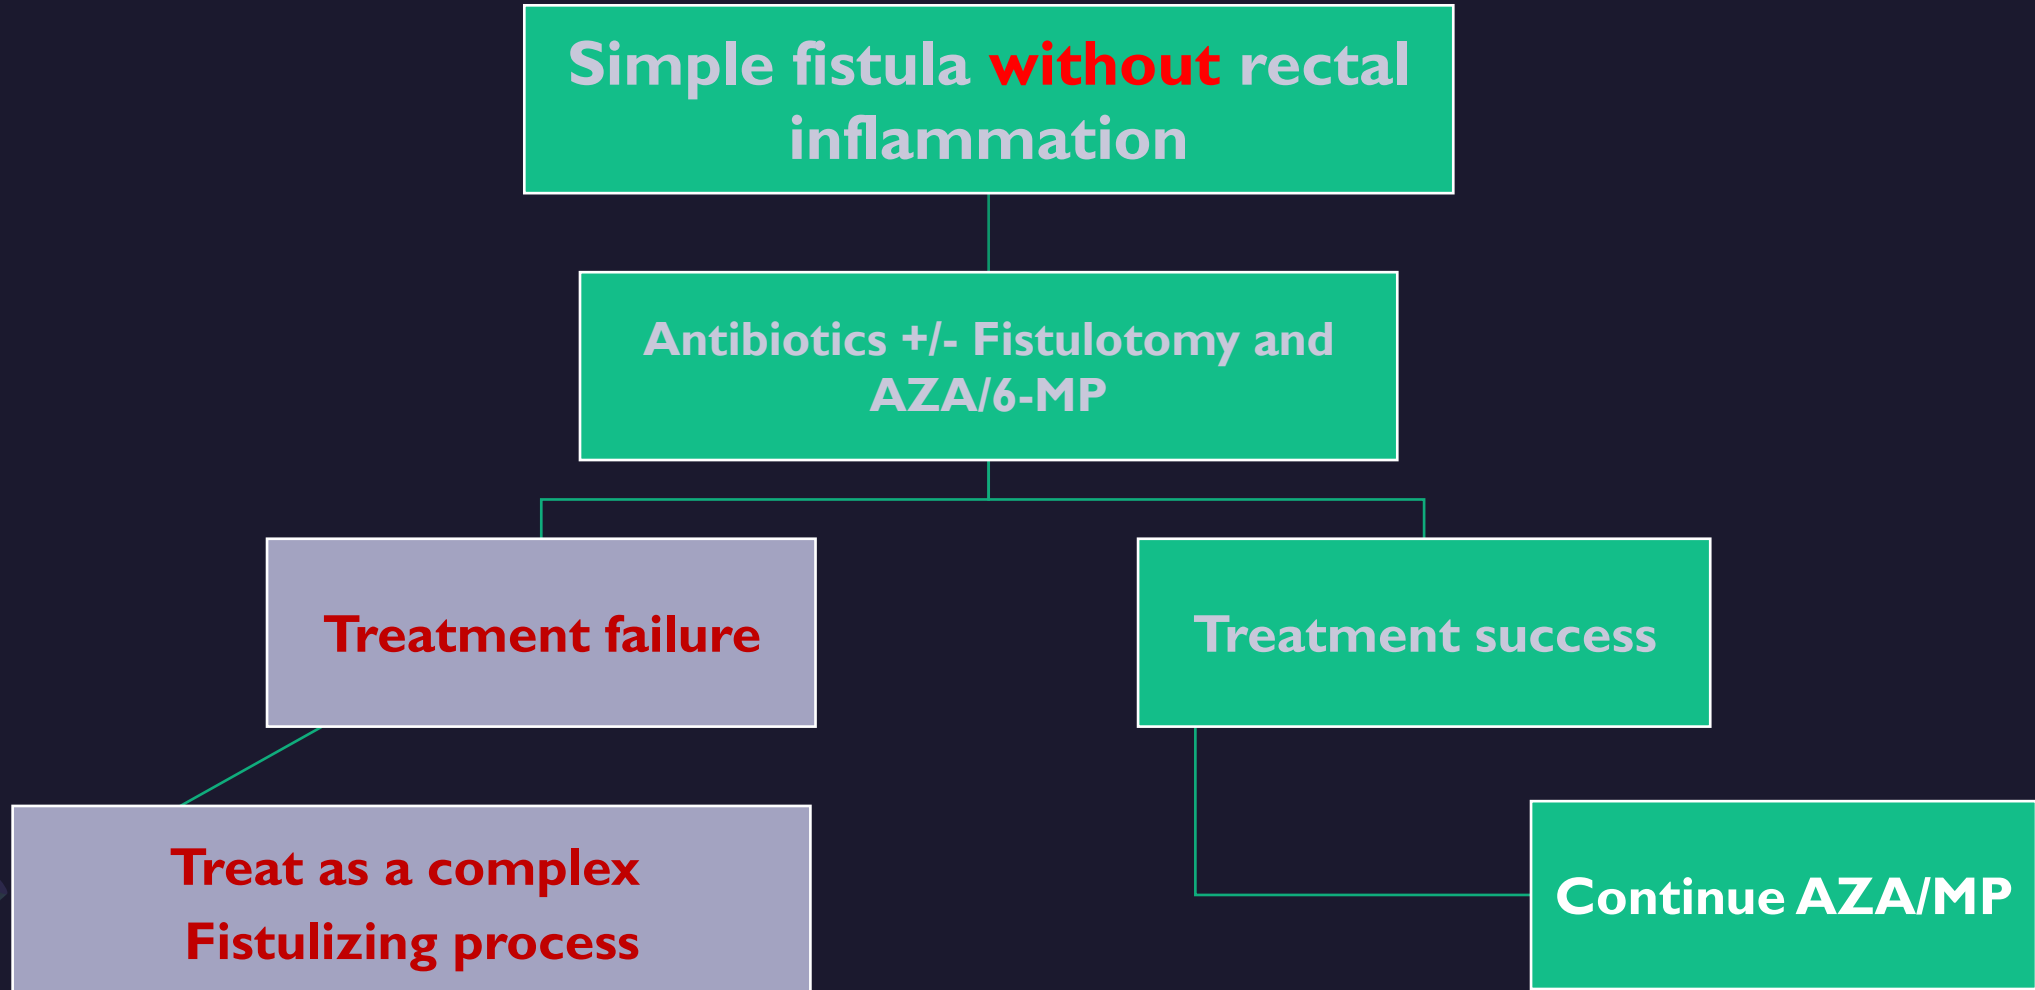 Simple fistula without rectal
inflammation
Antibiotics +/- Fistulotomy and
AZA/6-MP
Treatment failure
Treatment success
Treat as a complex
Fistulizing process
Continue AZA/MP